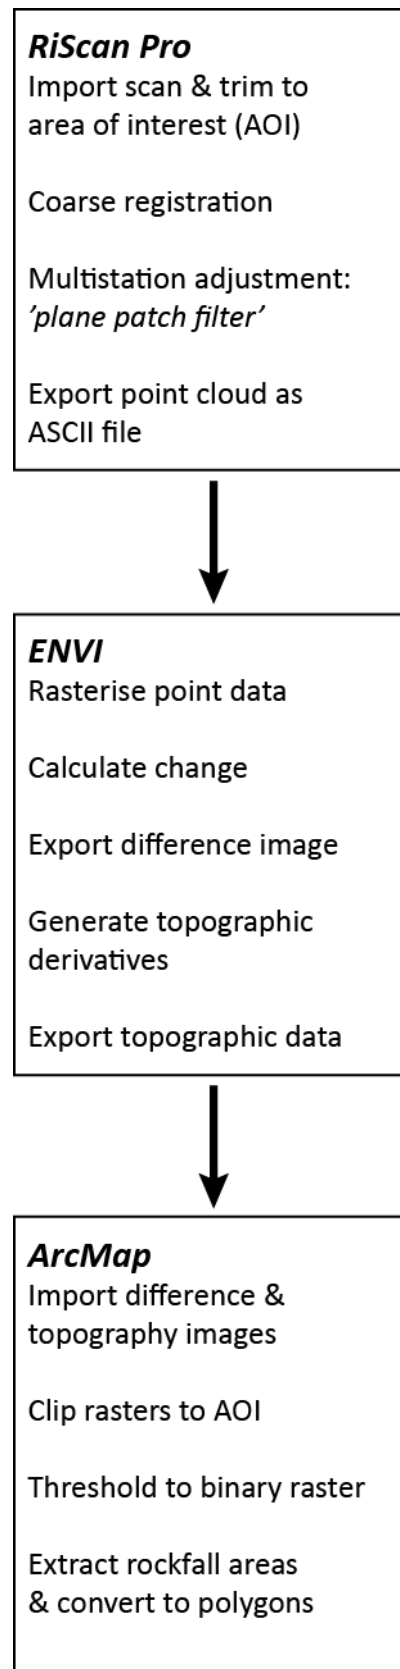 RiScan Pro
Import scan & trim to
area of interest (AOI)
Coarse registration
Multistation adjustment:
'plane patch filter'
Export point cloud as
ASCII file
ENVI
Rasterise point data
Calculate change
Export difference image
Generate topographic
derivatives
Export topographic data
ArcMap
Import difference &
topography images
Clip rasters to AOI
Threshold to binary raster
Extract rockfall areas
& convert to polygons